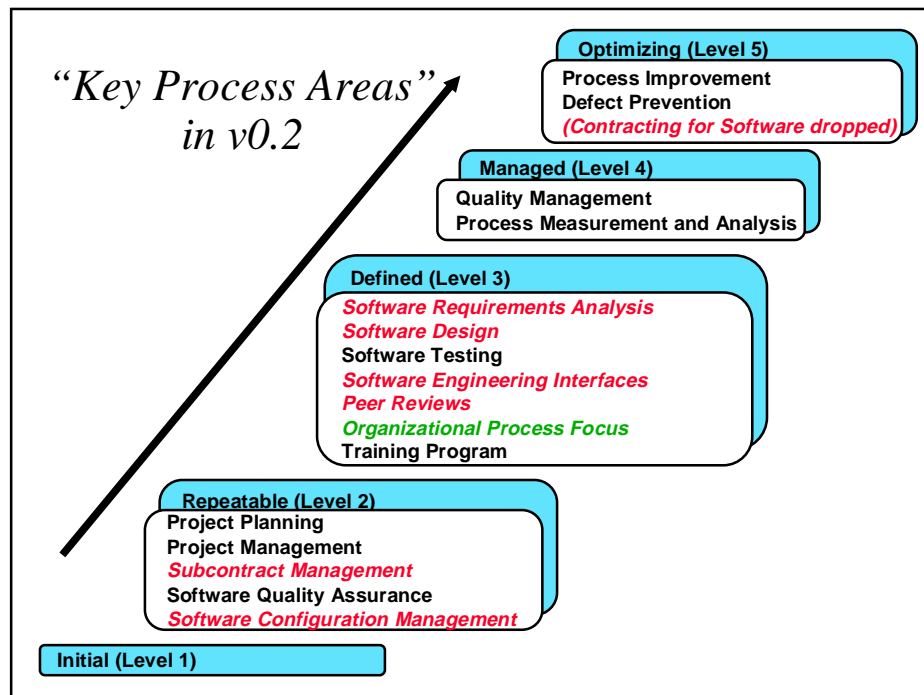 “Key Process Areas”
in v0.2
Optimizing (Level 5)
Process Improvement
Defect Prevention
(Contracting for Software dropped)
Managed (Level 4)
Quality Management
Process Measurement and Analysis
Defined (Level 3)
Software Requirements Analysis
Software Design
Software Testing
Software Engineering Interfaces
Peer Reviews
Organizational Process Focus
Training Program
Repeatable (Level 2)
Project Planning
Project Management
Subcontract Management
Software Quality Assurance
Software Configuration Management
Initial (Level 1)